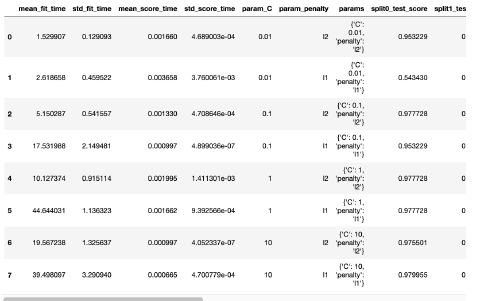 mean_fit_time std_fit_time mean_score_time std_score_time param_C param_penalty params split0_test_score split1_tes
0 1.529907 0.129093 0.001660 4.689003e-04 0.01 l2 {'C': 0.01, 'penalty': 'l2'} 0.953229 0
1 2.618658 0.459522 0.003658 3.760061e-03 0.01 l1 {'C': 0.01, 'penalty': 'l1'} 0.543430 0
2 5.150287 0.541557 0.001330 4.708646e-04 0.1 l2 {'C': 0.1, 'penalty': 'l2'} 0.977728 0
3 17.531988 2.149481 0.000997 4.899036e-07 0.1 l1 {'C': 0.1, 'penalty': 'l1'} 0.953229 0
4 10.127374 0.915114 0.001995 1.411301e-03 1 l2 {'C': 1, 'penalty': 'l2'} 0.977728 0
5 44.644031 1.136323 0.001662 9.392566e-04 1 l1 {'C': 1, 'penalty': 'l1'} 0.977728 0
6 19.567238 1.325637 0.000997 4.052337e-07 10 l2 {'C': 10, 'penalty': 'l2'} 0.975501 0
7 39.498097 3.290940 0.000665 4.700779e-04 10 l1 {'C': 10, 'penalty': 'l1'} 0.979955 0